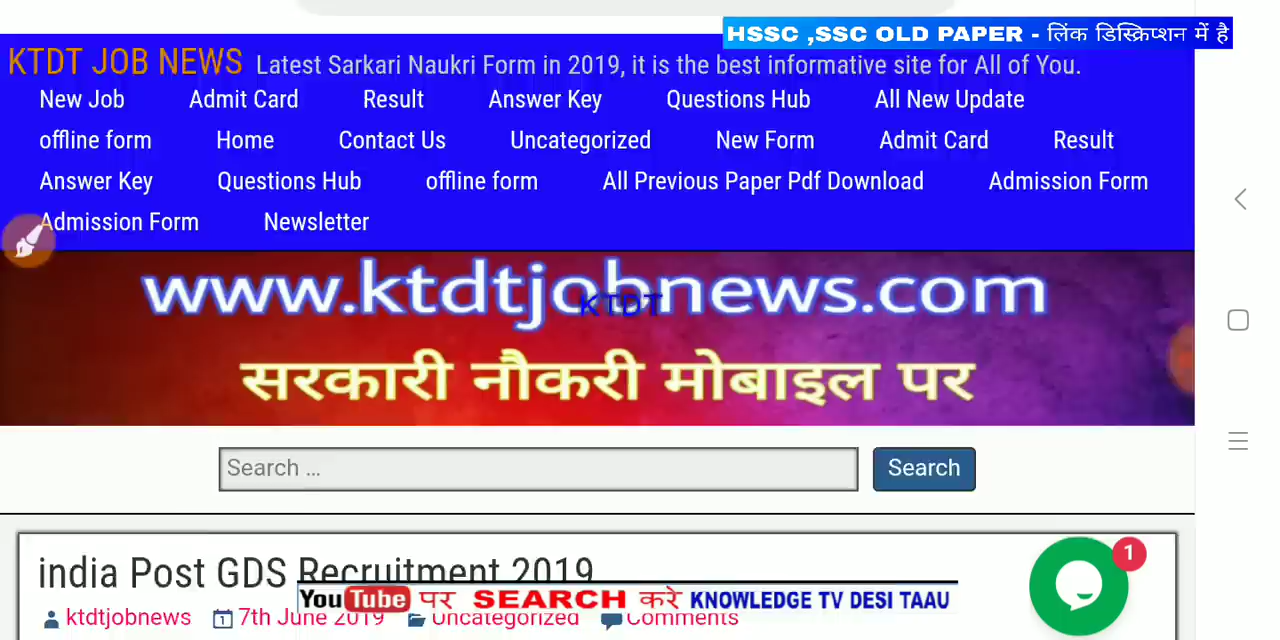 HSSC ,SSC OLD PAPER - लिंक डिस्क्रिप्शन में है
KTDT JOB NEWS Latest Sarkari Naukri Form in 2019, it is the best informative site for All of You.
New Job Admit Card Result Answer Key Questions Hub All New Update
offline form Home Contact Us Uncategorized New Form Admit Card Result
Answer Key Questions Hub offline form All Previous Paper Pdf Download Admission Form
Admission Form Newsletter
www.ktdtjobnews.com
KTDT
सरकारी नौकरी मोबाइल पर
Search ... Search
1
india Post GDS Recruitment 2019
YouTube पर SEARCH करे KNOWLEDGE TV DESI TAAU
ktdtjobnews 7th June 2019 Uncategorized Comments